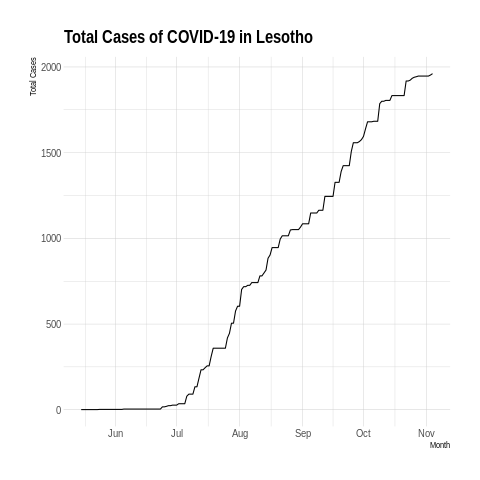 Total Cases of COVID-19 in Lesotho
Total Cases
2000
1500
1000
500
0
Jun Jul Aug Sep Oct Nov
Month